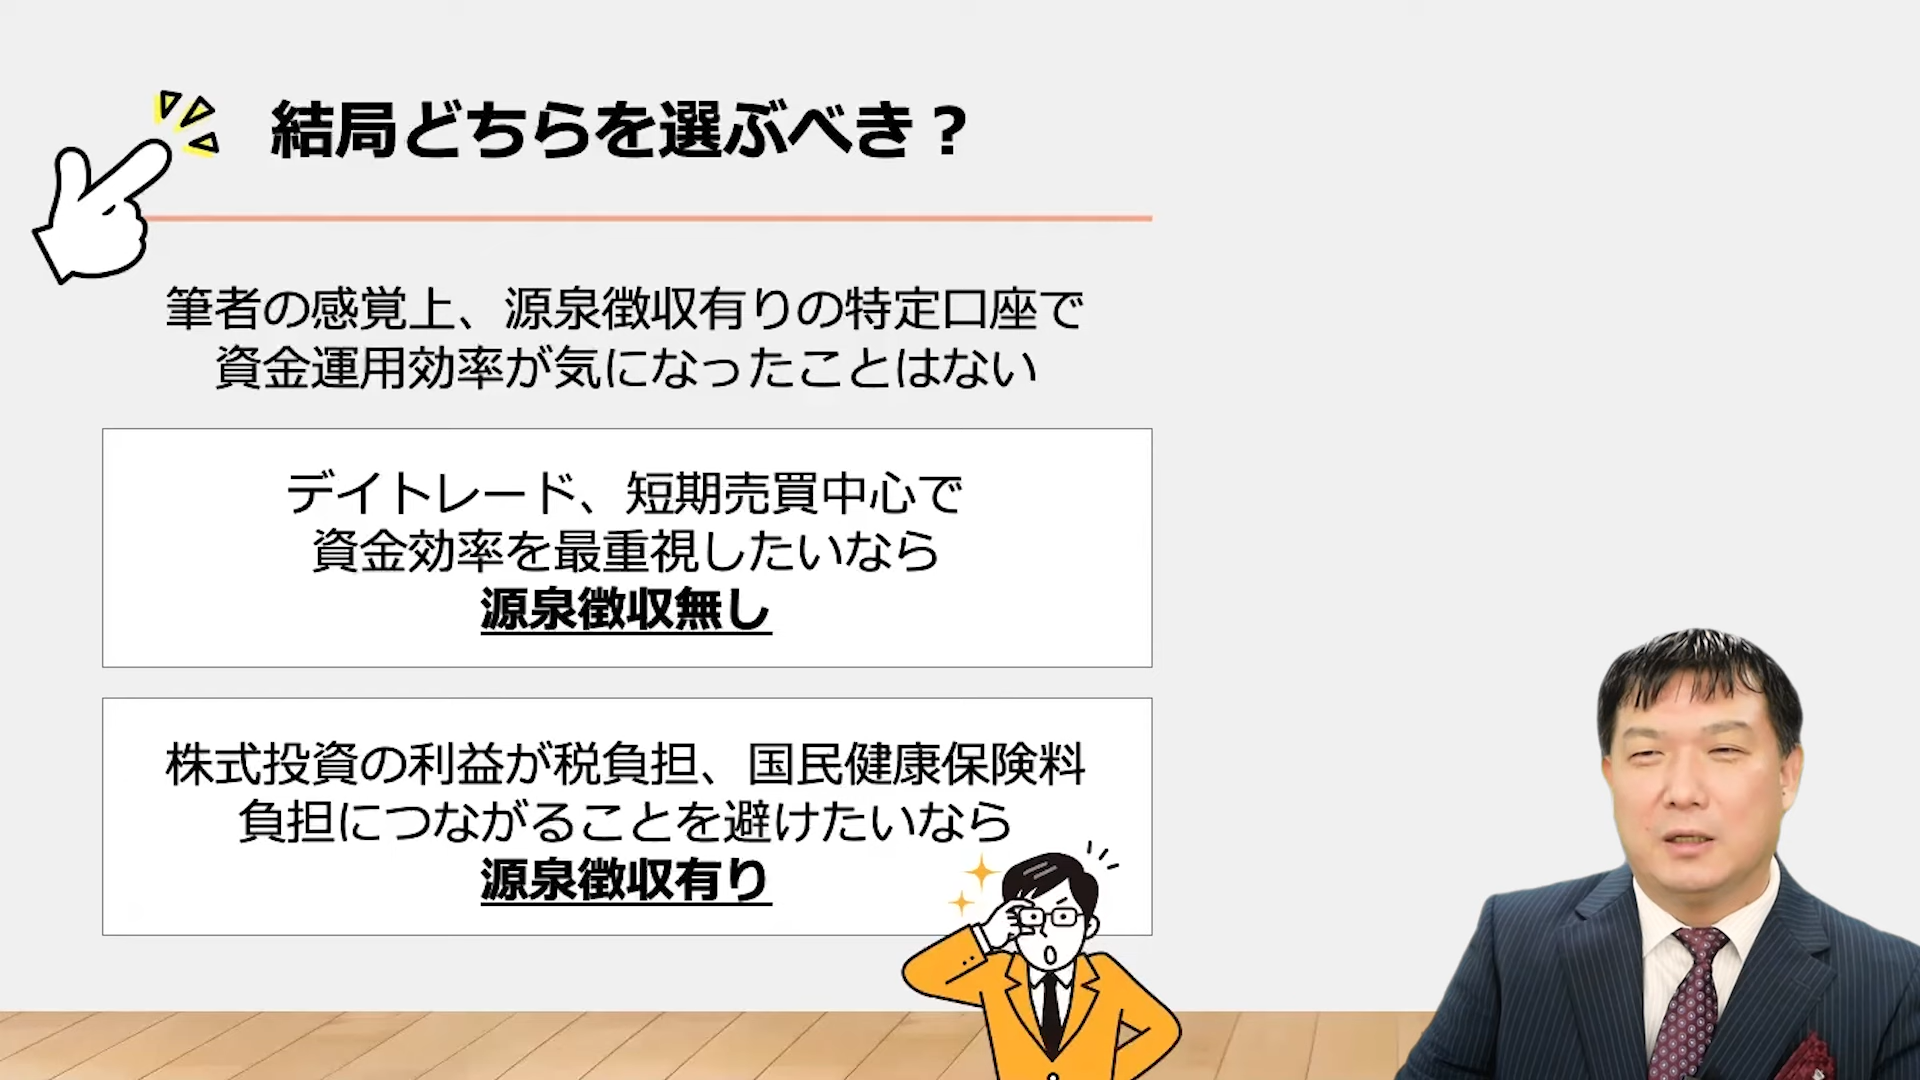 結局どちらを選ぶべき？
筆者の感覚上、源泉徴収有りの特定口座で
資金運用効率が気になったことはない
デイトレード、短期売買中心で
資金効率を最重視したいなら
源泉徴収無し
株式投資の利益が税負担、国民健康保険料
負担につながることを避けたいなら
源泉徴収有り